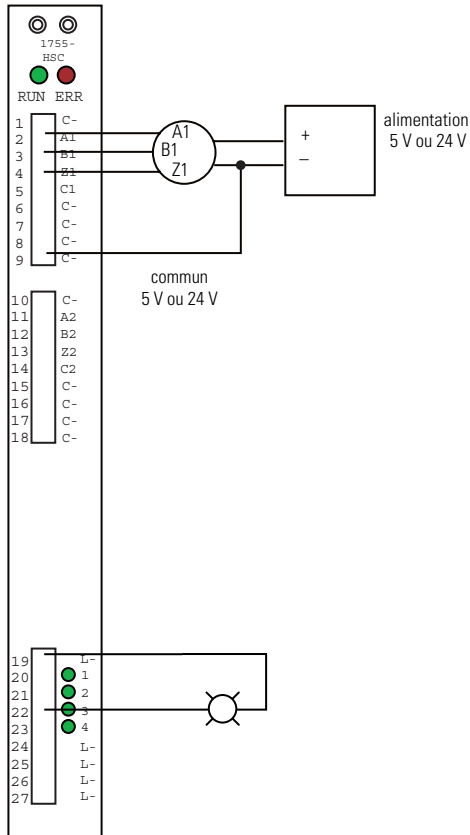 1755-
HSC
RUN ERR
1 C-
2 A1
3 B1
4 Z1
5 C1
6 C-
7 C-
8 C-
9 C-
A1
B1
Z1
+
–
alimentation
5 V ou 24 V
commun
5 V ou 24 V
10 C-
11 A2
12 B2
13 Z2
14 C2
15 C-
16 C-
17 C-
18 C-
19 L-
20 1
21 2
22 3
23 4
24 L-
25 L-
26 L-
27 L-